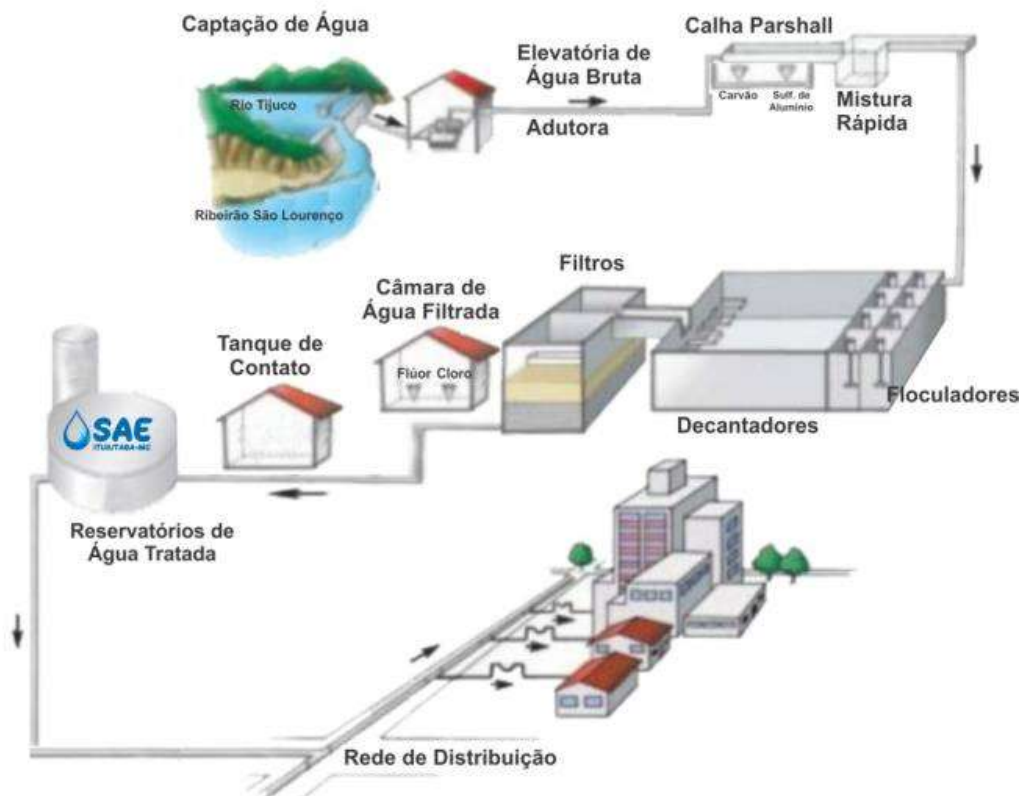 Captação de Água
Rio Tijuco
Ribeirão São Lourenço
Elevatória de
Água Bruta
Adutora
Calha Parshall
Carvão
Sulf. de
Alumínio
Mistura
Rápida
Floculadores
Decantadores
Filtros
Câmara de
Água Filtrada
Flúor Cloro
Tanque de
Contato
SAE
ITUIUTABA-MG
Reservatórios de
Água Tratada
Rede de Distribuição